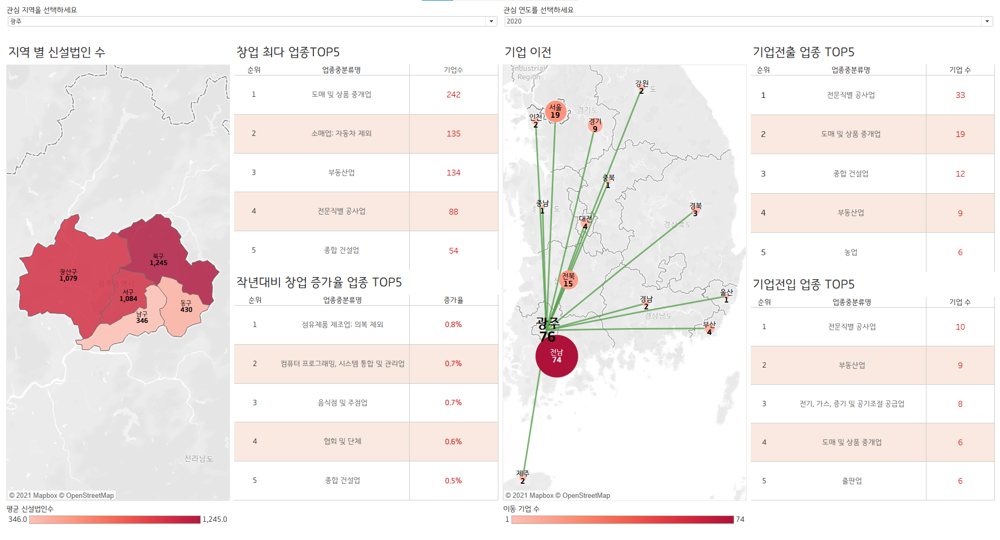 관심 지역을 선택하세요
광주
관심 연도를 선택하세요
2020
지역 별 신설법인 수
북구
1,245
광산구
1,079
광주광역시
서구
1,084
동구
430
남구
346
전라남도
© 2021 Mapbox © OpenStreetMap
평균 신설법인수
346.0
1,245.0
창업 최다 업종TOP5
순위 업종중분류명 기업수
1 도매 및 상품 중개업 242
2 소매업; 자동차 제외 135
3 부동산업 134
4 전문직별 공사업 88
5 종합 건설업 54
작년대비 창업 증가율 업종 TOP5
순위 업종중분류명 증가율
1 섬유제품 제조업; 의복 제외 0.8%
2 컴퓨터 프로그래밍, 시스템 통합 및 관리업 0.7%
3 음식점 및 주점업 0.7%
4 협회 및 단체 0.6%
5 종합 건설업 0.5%
기업 이전
Industrial
Region
강원
2
도
서울
19
경기도
인천
2
경기
9
충북
1
충남
1
도
대전
4
경북
3
경상북도
전북
15
울산
1
경남
2
경상남도
광주
76
부산
4
전남
74
제주
2
© 2021 Mapbox © OpenStreetMap
이동 기업 수
1
74
기업전출 업종 TOP5
순위 업종중분류명 기업 수
1 전문직별 공사업 33
2 도매 및 상품 중개업 19
3 종합 건설업 12
4 부동산업 9
5 농업 6
기업전입 업종 TOP5
순위 업종중분류명 기업 수
1 전문직별 공사업 10
2 부동산업 9
3 전기, 가스, 증기 및 공기조절 공급업 8
4 도매 및 상품 중개업 6
5 출판업 6